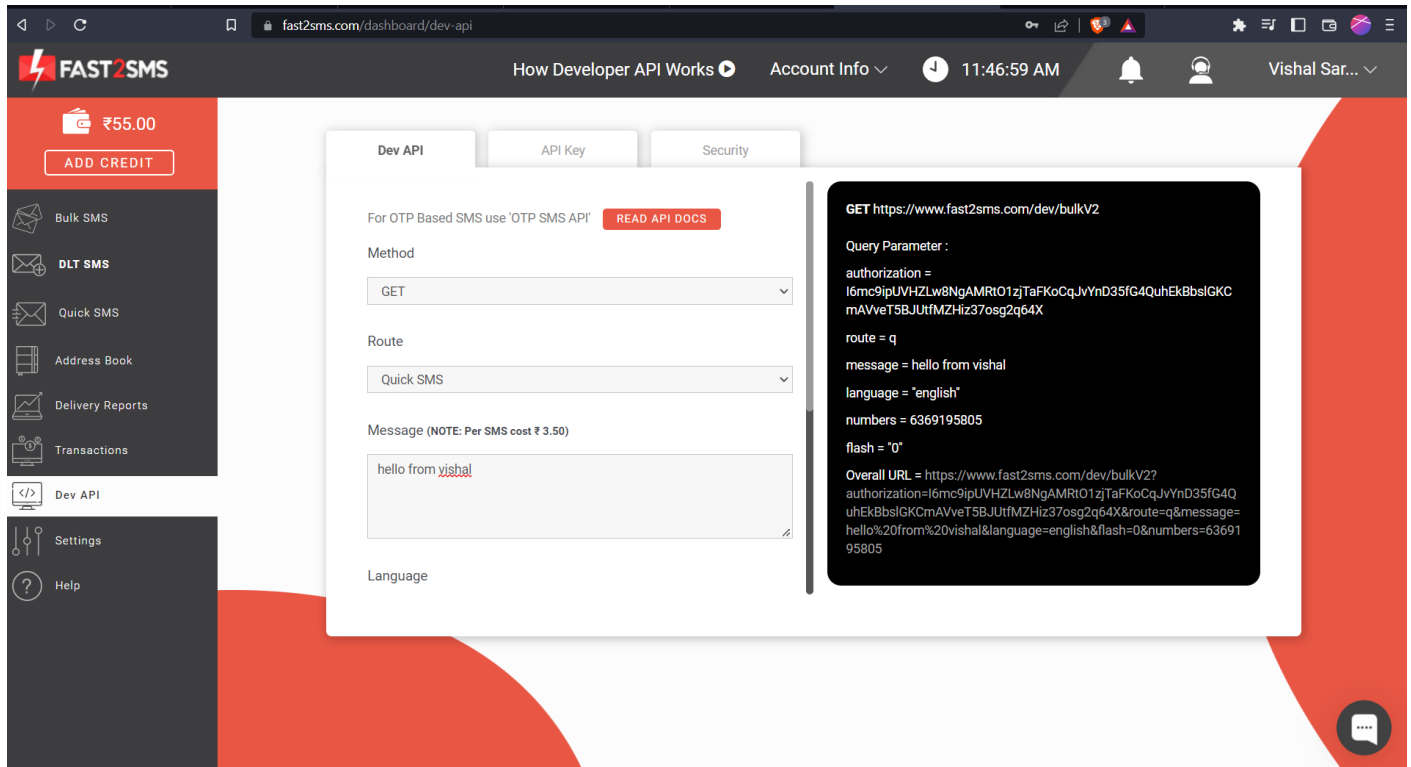 fast2sms.com/dashboard/dev-api
FAST2SMS
How Developer API Works
Account Info
11:46:59 AM
Vishal Sar...
₹55.00
ADD CREDIT
Bulk SMS
DLT SMS
Quick SMS
Address Book
Delivery Reports
Transactions
Dev API
Settings
Help
Dev API
API Key
Security
For OTP Based SMS use 'OTP SMS API'
READ API DOCS
Method
GET
Route
Quick SMS
Message (NOTE: Per SMS cost ₹ 3.50)
hello from vishal
Language
GET https://www.fast2sms.com/dev/bulkV2
Query Parameter :
authorization =
I6mc9ipUVHZLw8NgAMRtO1zjTaFKoCqJvYnD35fG4QuhEkBbslGKC
mAVveT5BJUtfMZHiz37osg2q64X
route = q
message = hello from vishal
language = "english"
numbers = 6369195805
flash = "0"
Overall URL = https://www.fast2sms.com/dev/bulkV2?
authorization=I6mc9ipUVHZLw8NgAMRtO1zjTaFKoCqJvYnD35fG4Q
uhEkBbslGKCmAVveT5BJUtfMZHiz37osg2q64X&route=q&message=
hello%20from%20vishal&language=english&flash=0&numbers=63691
95805